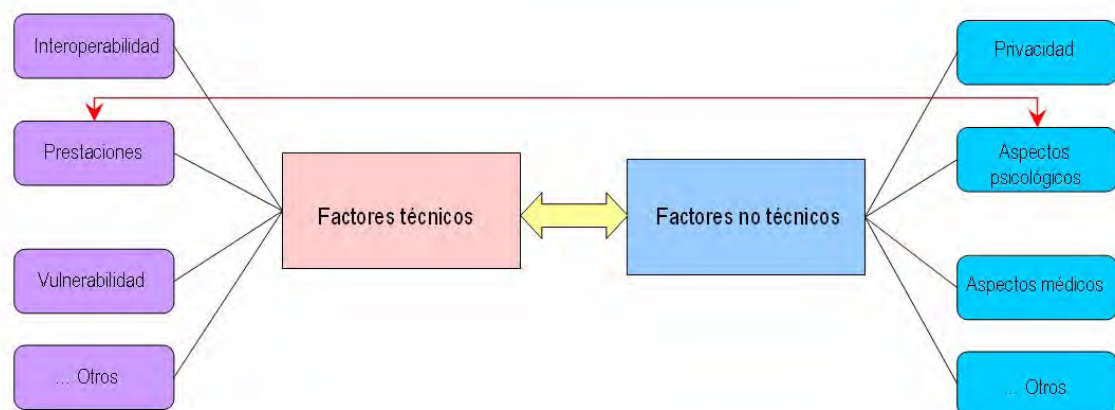 Interoperabilidad
Privacidad
Prestaciones
Aspectos
psicológicos
Factores técnicos
Factores no técnicos
Vulnerabilidad
Aspectos médicos
... Otros
... Otros